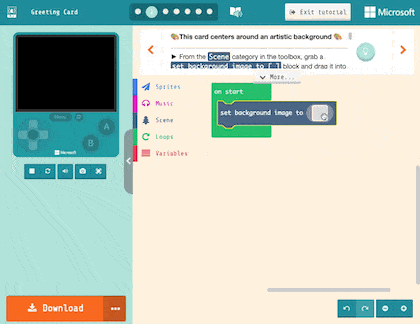 Greeting Card
Exit tutorial
Microsoft
🎨This card centers around an artistic background 🎨
► From the Scene category in the toolbox, grab a
set background image to [ ] block and drag it into
More...
Menu
A
B
Microsoft
Sprites
Music
Scene
Loops
Variables
on start
set background image to
Download